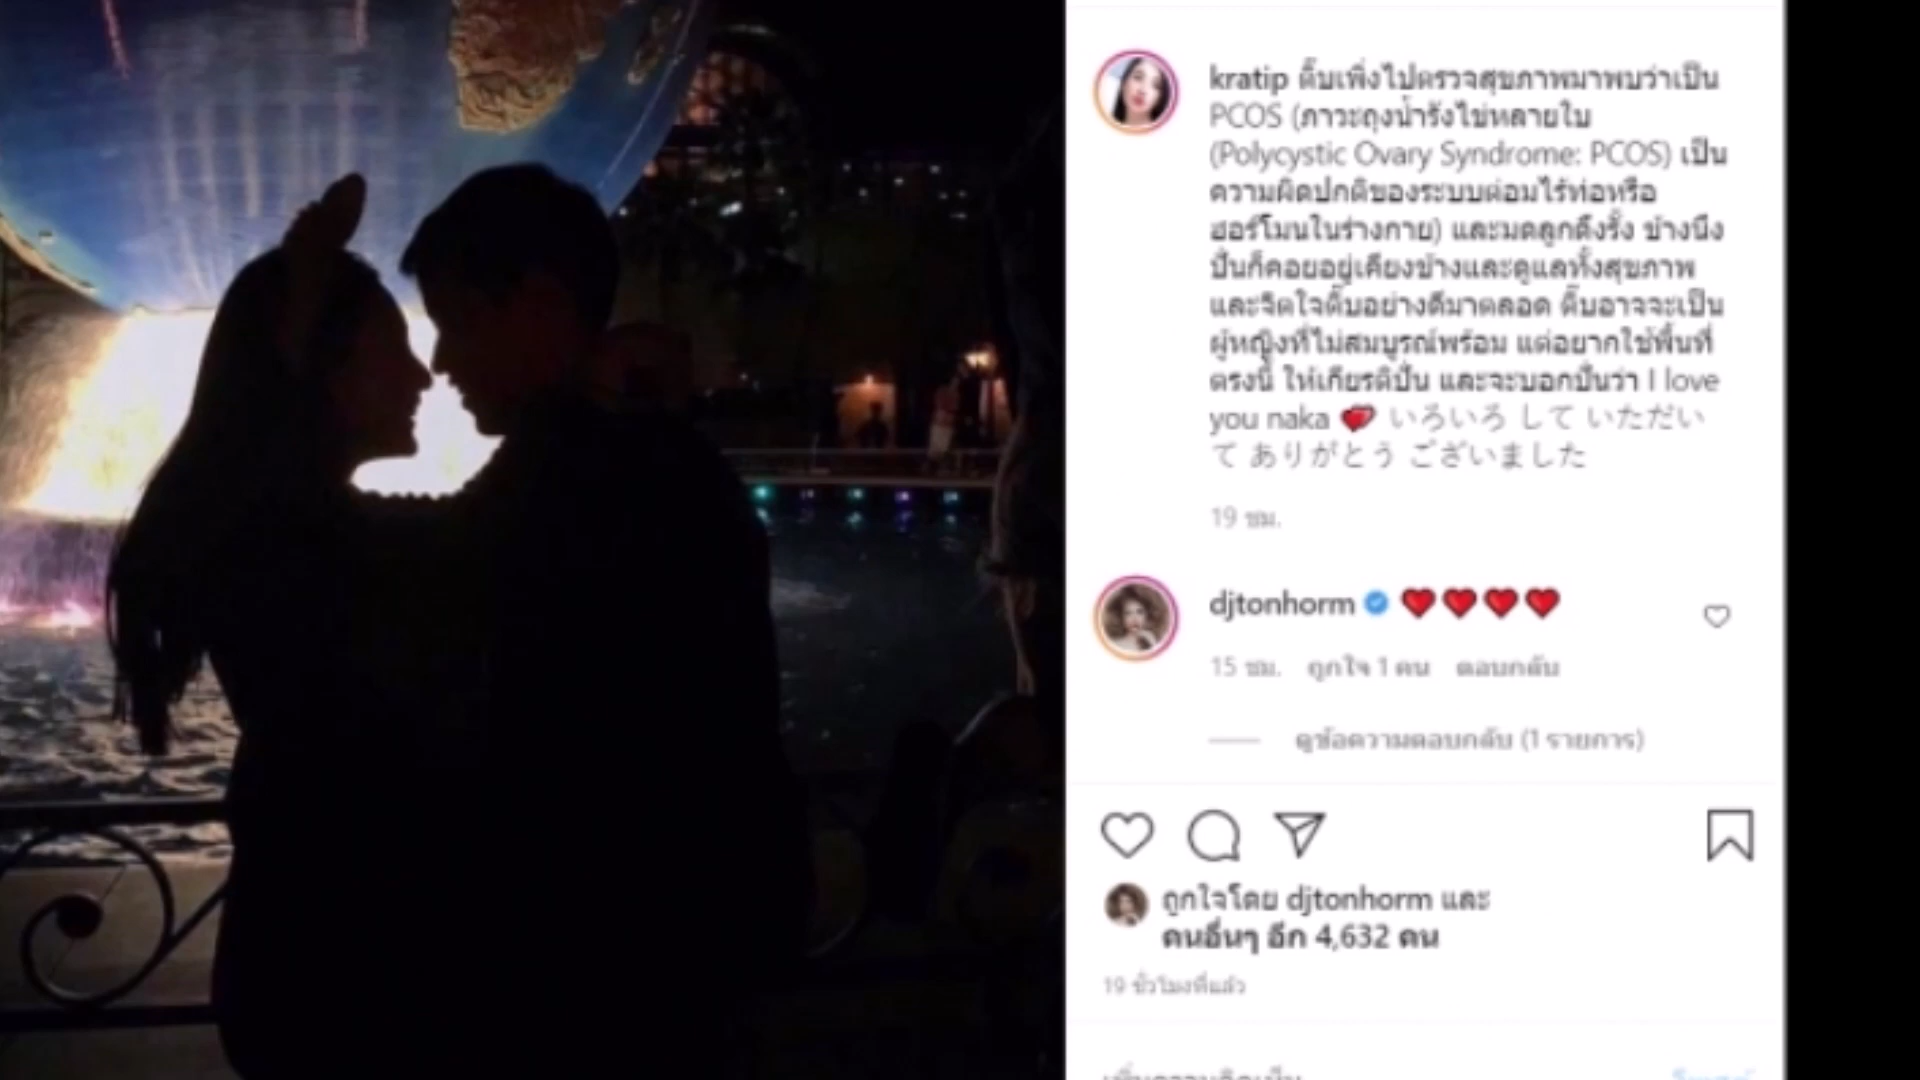 kratip ติ๊บเพิ่งไปตรวจสุขภาพมาพบว่าเป็น
PCOS (ภาวะถุงน้ำรังไข่หลายใบ
(Polycystic Ovary Syndrome: PCOS) เป็น
ความผิดปกติของระบบต่อมไร้ท่อหรือ
ฮอร์โมนในร่างกาย) และมดลูกดึงรั้ง ข้างนึง
ปั่นก็คอยอยู่เคียงข้างและดูแลทั้งสุขภาพ
และจิตใจติ๊บอย่างดีมาตลอด ติ๊บอาจจะเป็น
ผู้หญิงที่ไม่สมบูรณ์พร้อม แต่อยากใช้พื้นที่
ตรงนี้ ให้เกียรติปั่น และจะบอกปั่นว่า I love
you naka 💕 いろいろ して いただい
て ありがとう ございました
19 ชม.
djtonhorm ❤❤❤❤
15 ชม. ถูกใจ 1 คน ตอบกลับ
ดูข้อความตอบกลับ (1 รายการ)
ถูกใจโดย djtonhorm และ
คนอื่นๆ อีก 4,632 คน
19 ชั่วโมงที่แล้ว